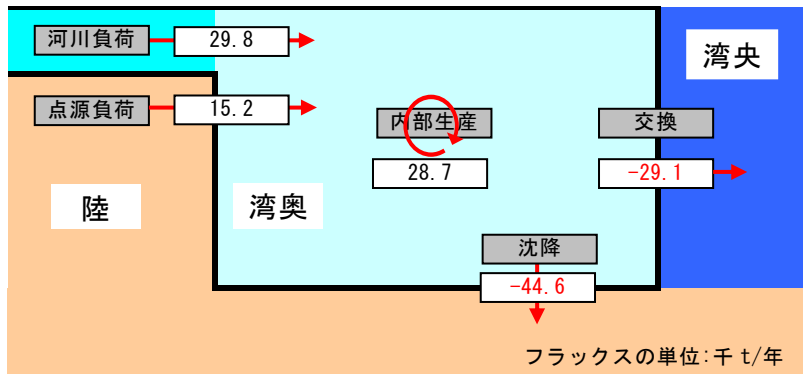 河川負荷
29.8
点源負荷
15.2
内部生産
28.7
交換
-29.1
湾央
陸
湾奥
沈降
-44.6
フラックスの単位:千 t/年